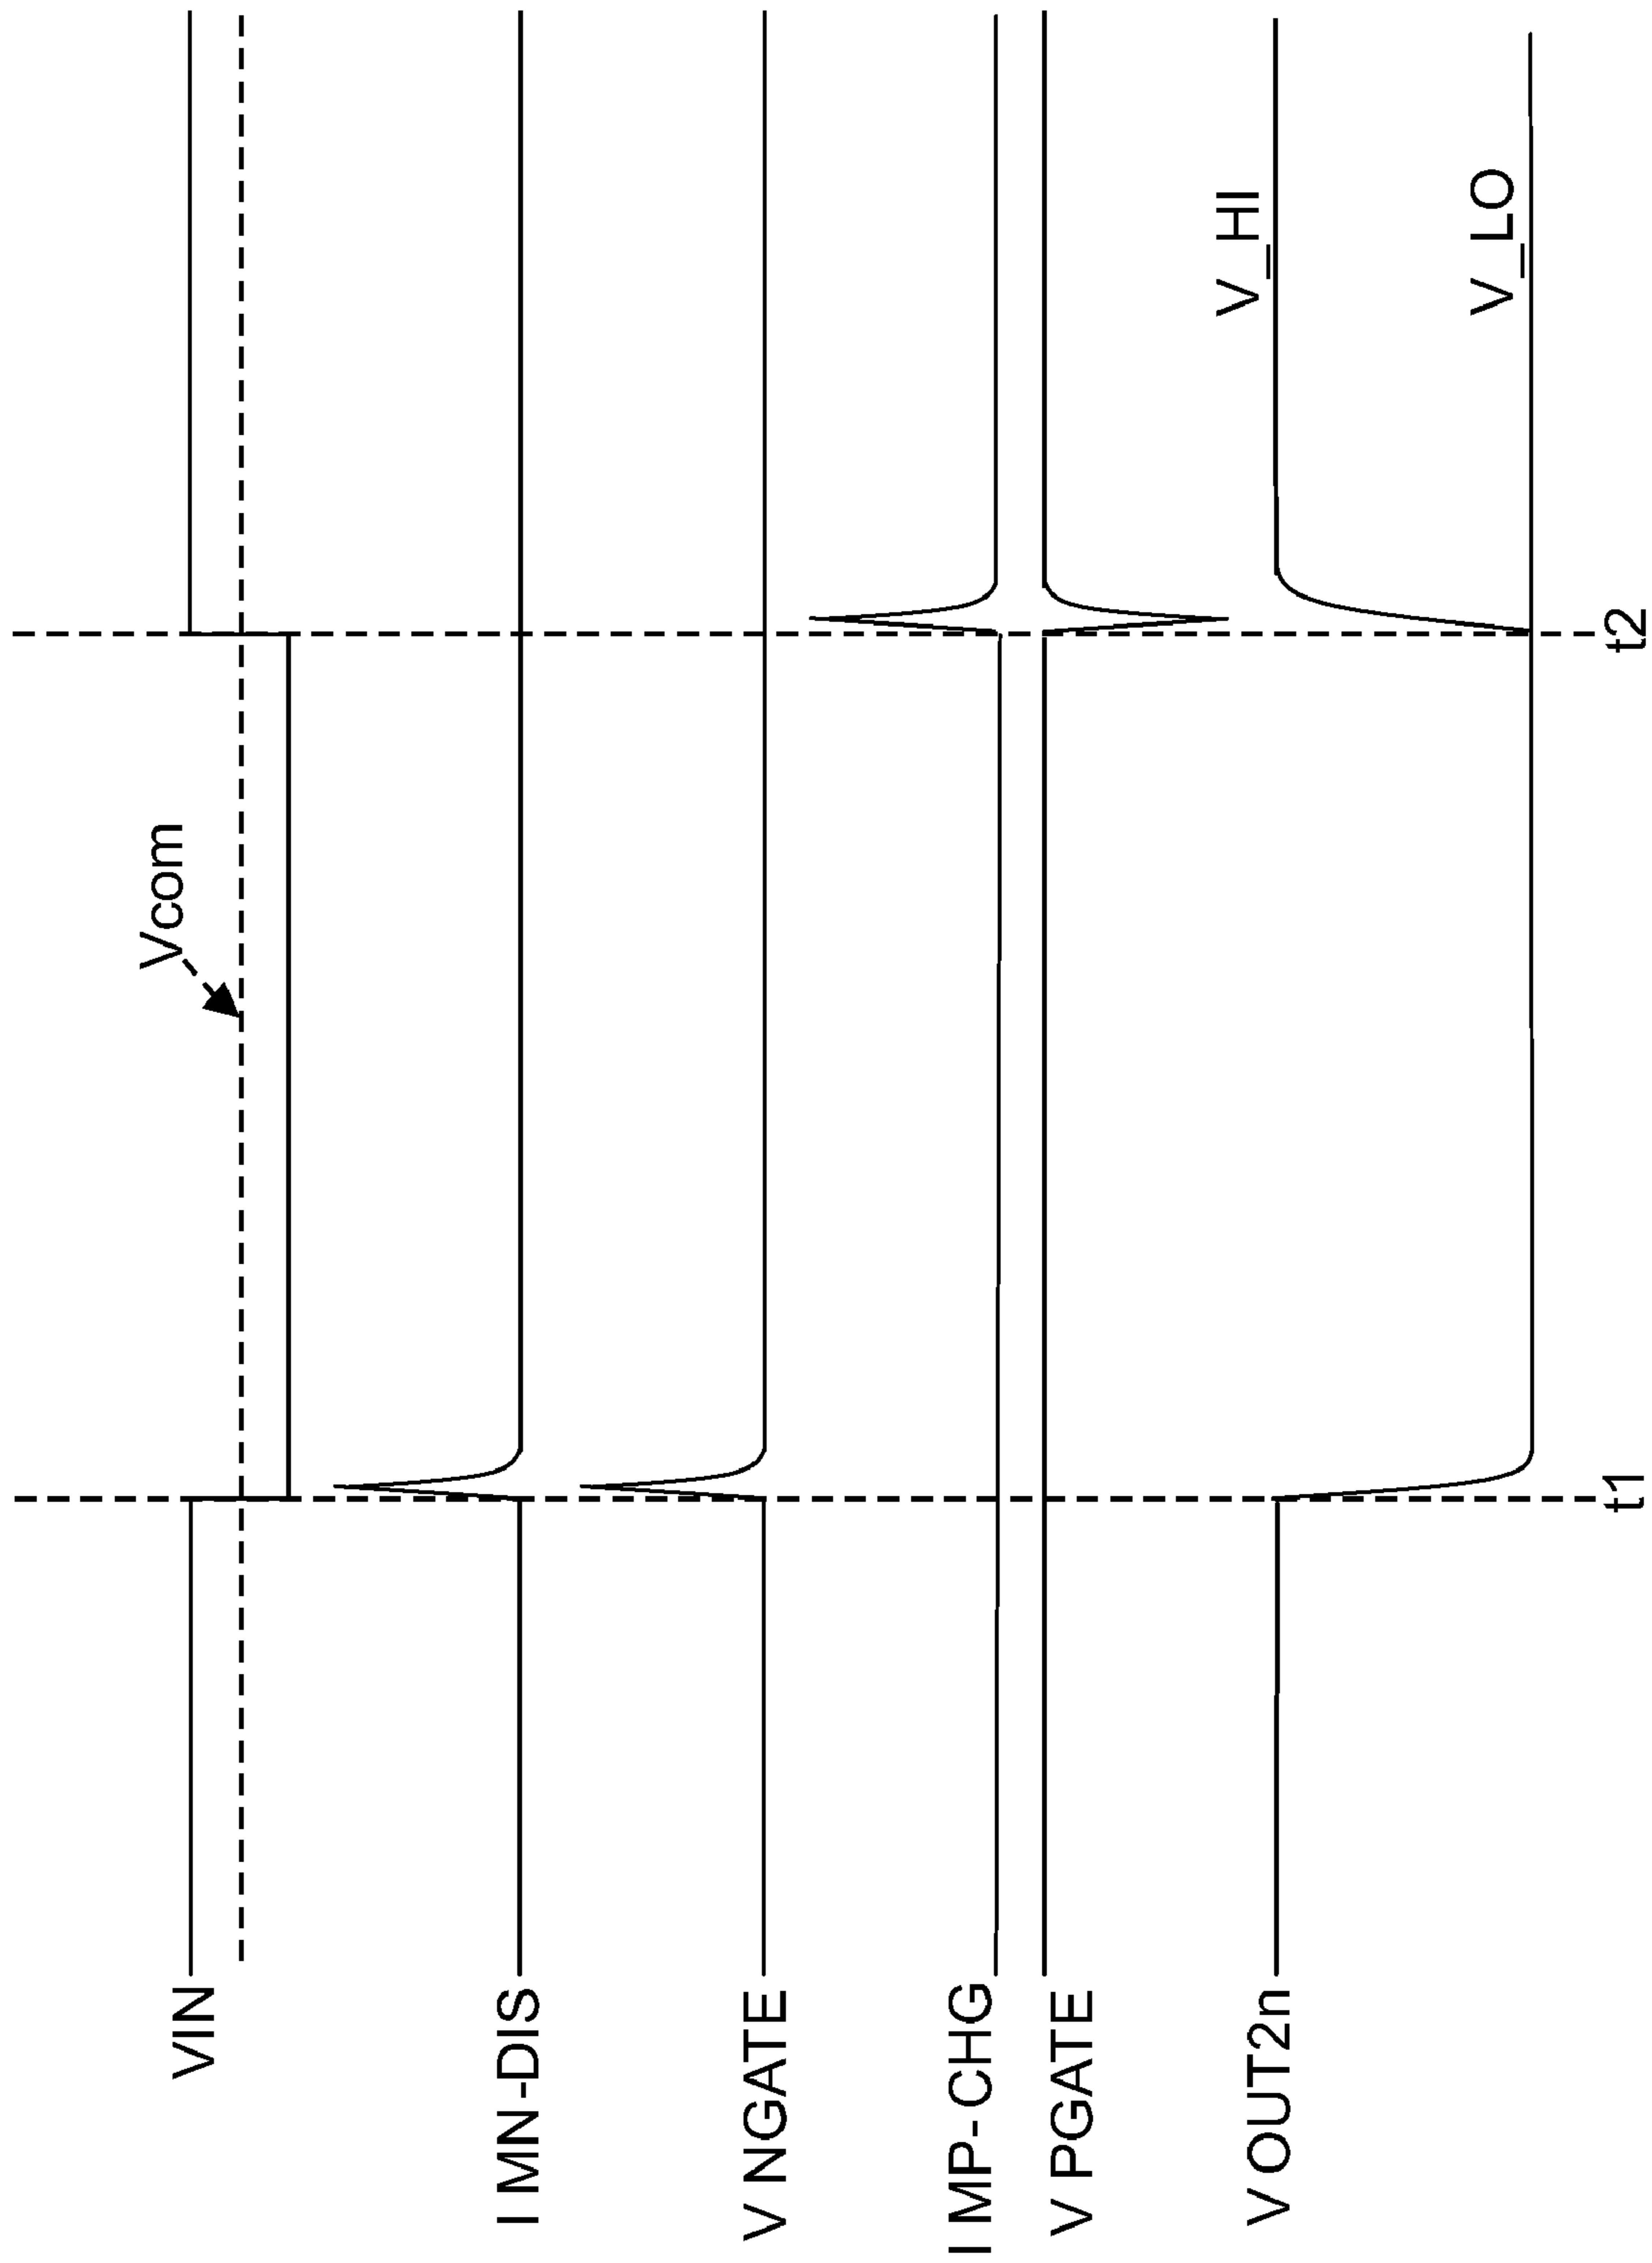 VIN
Vcom
I MN-DIS
V NGATE
I MP- CHG
V PGATE
V OUT2n
V_HI
V_LO
t1
t2